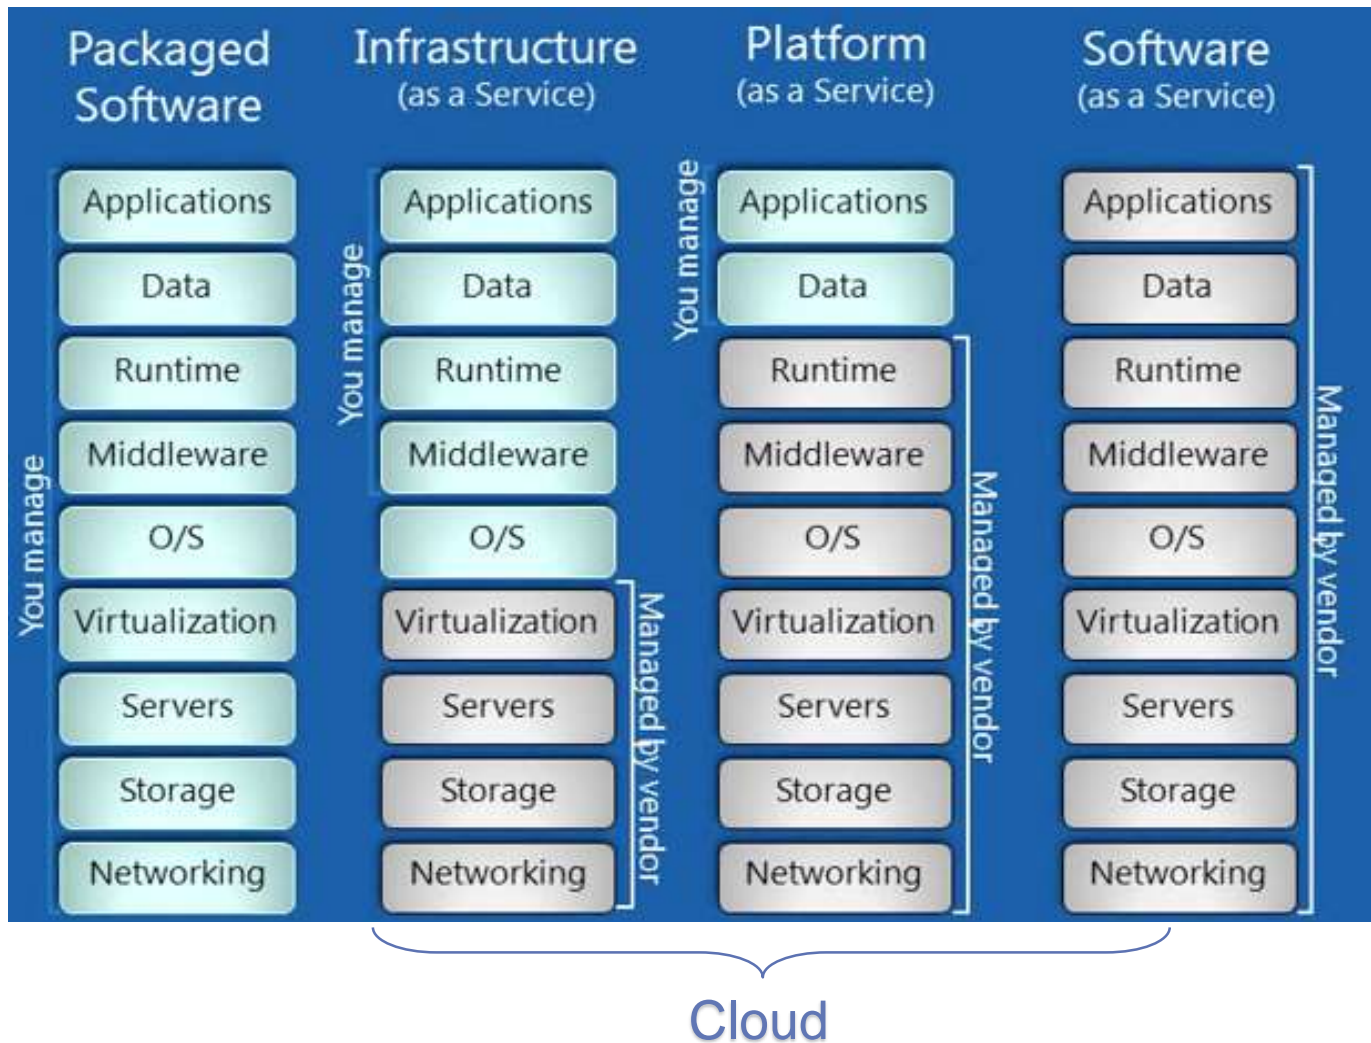 Packaged
Software
You manage
Applications
Data
Runtime
Middleware
O/S
Virtualization
Servers
Storage
Networking
Infrastructure
(as a Service)
You manage
Applications
Data
Runtime
Middleware
O/S
Virtualization
Servers
Storage
Networking
Managed by vendor
Platform
(as a Service)
You manage
Applications
Data
Runtime
Middleware
O/S
Virtualization
Servers
Storage
Networking
Managed by vendor
Software
(as a Service)
Applications
Data
Runtime
Middleware
O/S
Virtualization
Servers
Storage
Networking
Managed by vendor
Cloud